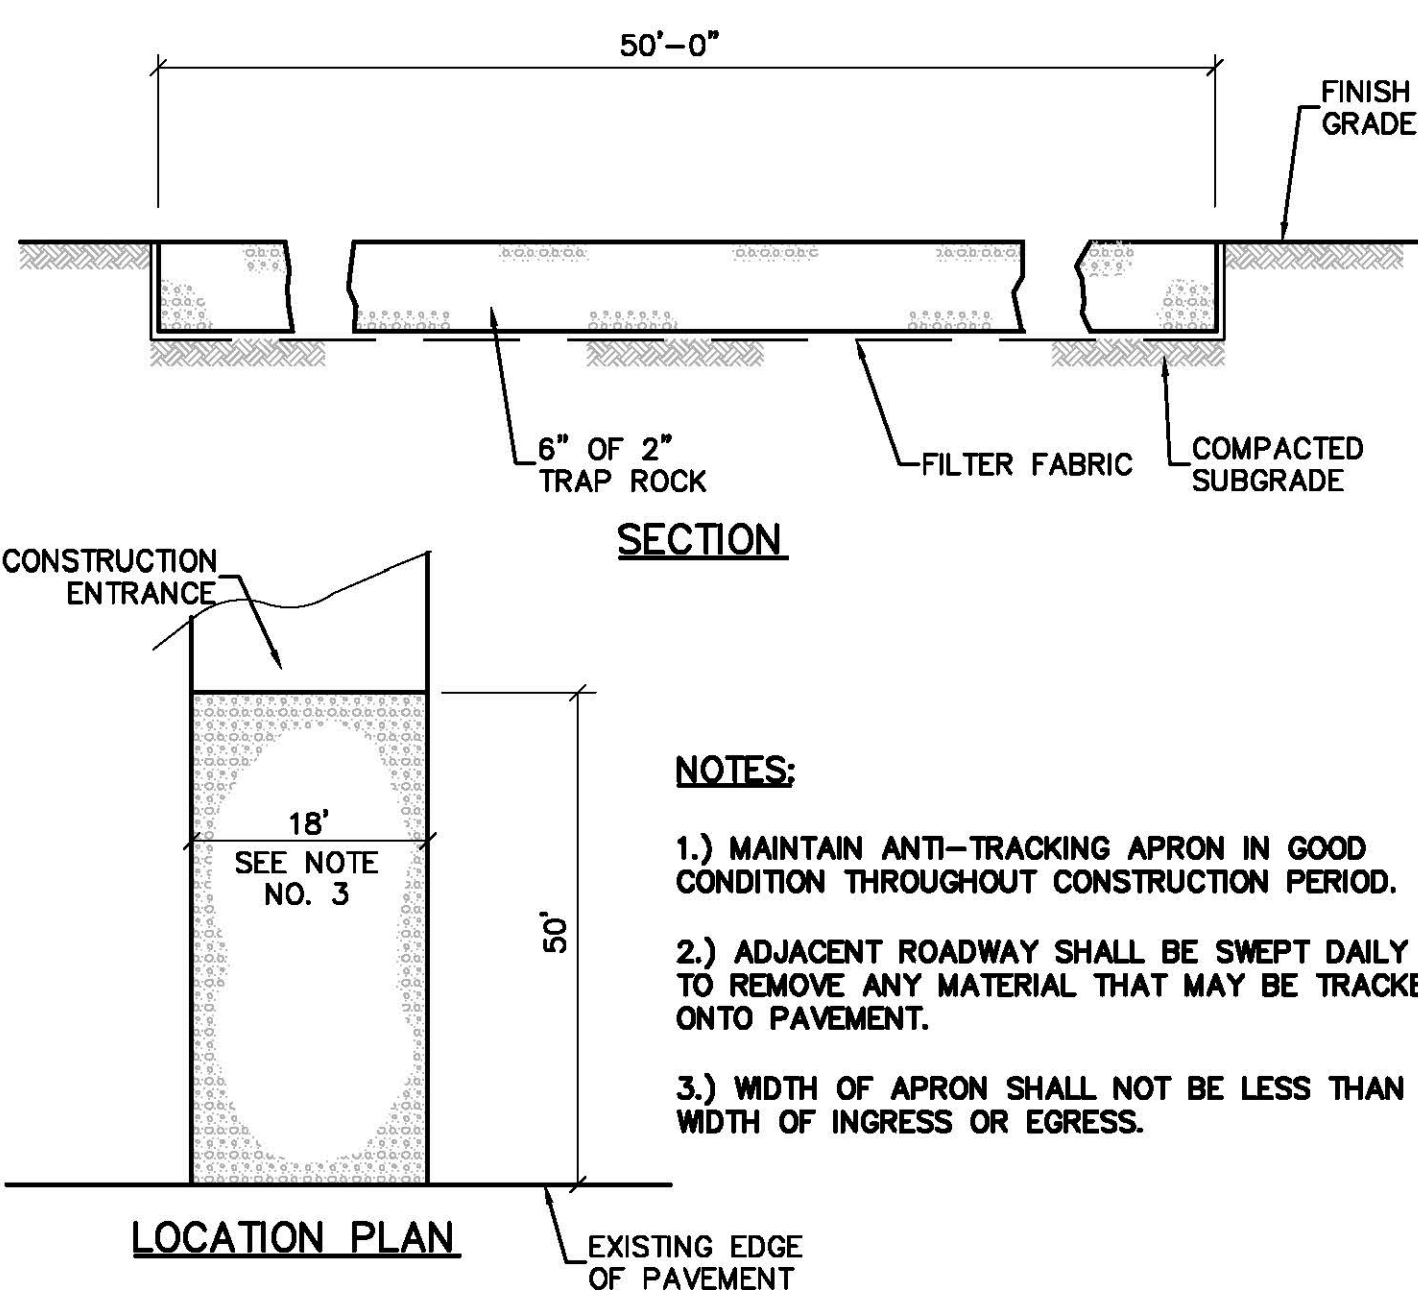 50'-0"
FINISH
GRADE
6" OF 2"
TRAP ROCK
FILTER FABRIC
COMPACTED
SUBGRADE
SECTION
CONSTRUCTION
ENTRANCE
18'
SEE NOTE
NO. 3
50'
NOTES:
1.) MAINTAIN ANTI-TRACKING APRON IN GOOD
CONDITION THROUGHOUT CONSTRUCTION PERIOD.
2.) ADJACENT ROADWAY SHALL BE SWEPT DAILY
TO REMOVE ANY MATERIAL THAT MAY BE TRACKE
ONTO PAVEMENT.
3.) WIDTH OF APRON SHALL NOT BE LESS THAN
WIDTH OF INGRESS OR EGRESS.
LOCATION PLAN
EXISTING EDGE
OF PAVEMENT